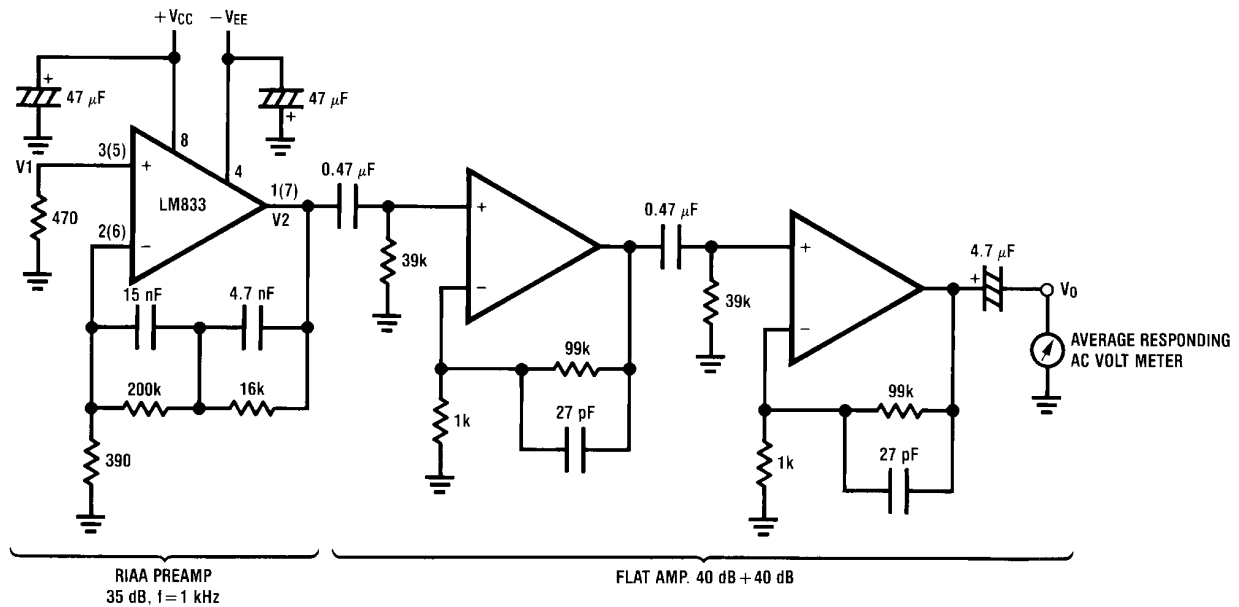 +VCC
−VEE
+
47 µF
+
47 µF
8
4
3(5)
V1
+
LM833
1(7)
V2
470
2(6)
−
0.47 µF
39k
15 nF
4.7 nF
200k
16k
390
+
−
99k
27 pF
1k
0.47 µF
39k
+
−
99k
27 pF
1k
4.7 µF
+
VO
AVERAGE RESPONDING
AC VOLT METER
RIAA PREAMP
35 dB, f=1 kHz
FLAT AMP. 40 dB+40 dB